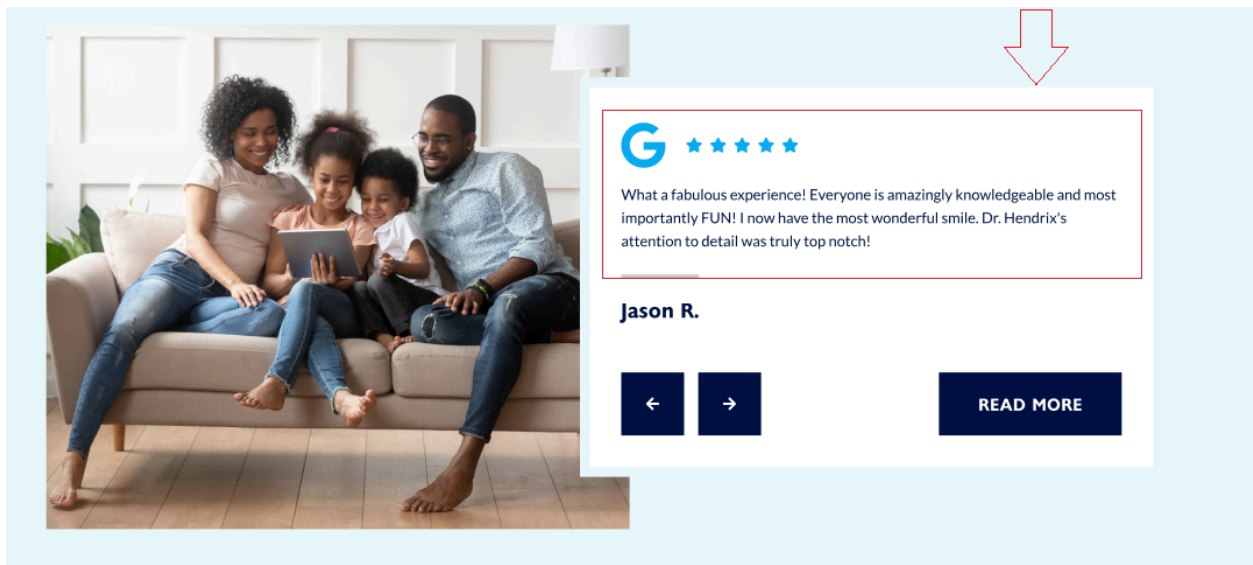 G
What a fabulous experience! Everyone is amazingly knowledgeable and most
importantly FUN! I now have the most wonderful smile. Dr. Hendrix's
attention to detail was truly top notch!
Jason R.
READ MORE